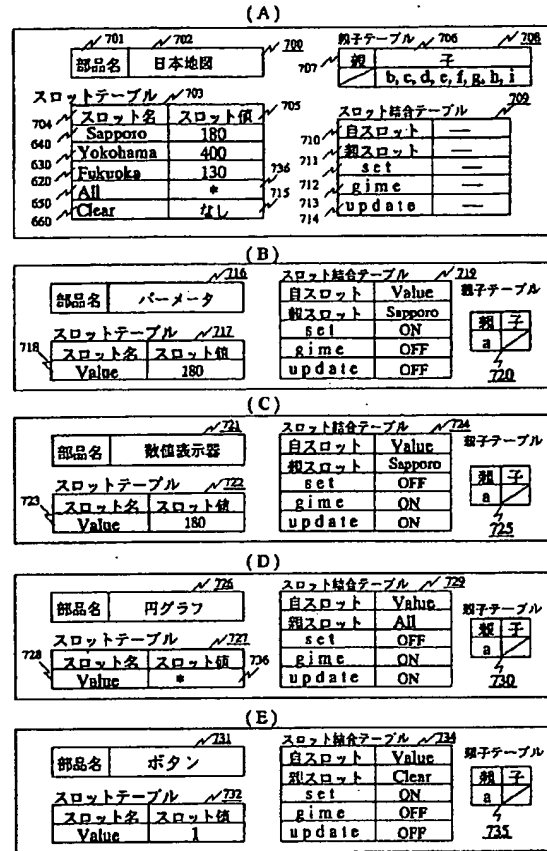 (A)
701 702 700
部品名 日本地図
スロットテーブル 703
704 スロット名 スロット値 705
640 Sapporo 180
630 Yokohama 400
620 Fukuoka 130 736
650 All * 715
660 Clear なし
親子テーブル 706 708
707 親 子
b, c, d, e, f, g, h, i
スロット結合テーブル 709
710 自スロット —
711 親スロット —
712 set —
713 gime —
714 update —
(B)
716
部品名 パーメータ
スロットテーブル 717
718 スロット名 スロット値
Value 180
スロット結合テーブル 719
自スロット Value
親スロット Sapporo
set ON
gime OFF
update OFF
親子テーブル
親 子
a
720
(C)
721
部品名 数値表示器
スロットテーブル 722
723 スロット名 スロット値
Value 180
スロット結合テーブル 724
自スロット Value
親スロット Sapporo
set OFF
gime ON
update ON
親子テーブル
親 子
a
725
(D)
726
部品名 円グラフ
スロットテーブル 727
728 スロット名 スロット値
Value * 736
スロット結合テーブル 729
自スロット Value
親スロット All
set OFF
gime ON
update ON
親子テーブル
親 子
a
730
(E)
731
部品名 ボタン
スロットテーブル 732
スロット名 スロット値
Value 1
スロット結合テーブル 734
自スロット Value
親スロット Clear
set ON
gime OFF
update OFF
親子テーブル
親 子
a
735